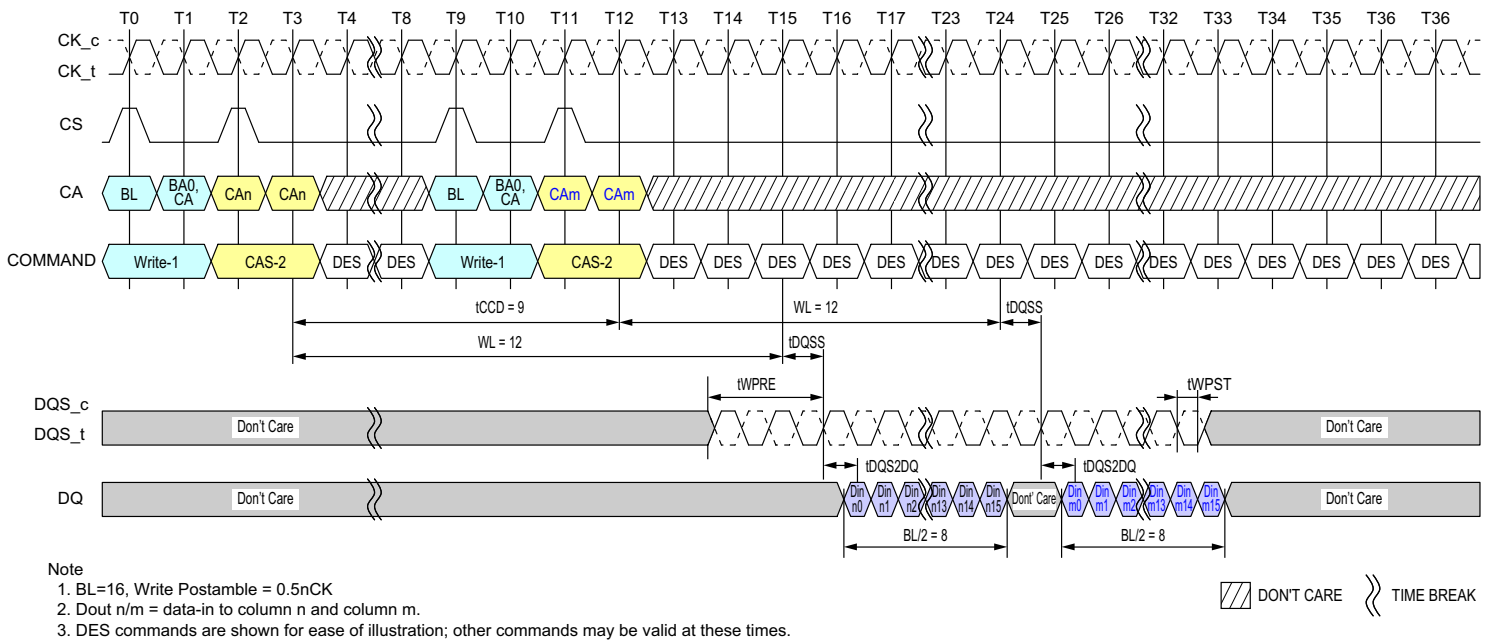 T0 T1 T2 T3 T4 T8 T9 T10 T11 T12 T13 T14 T15 T16 T17 T23 T24 T25 T26 T32 T33 T34 T35 T36 T36
CK_c
CK_t
CS
CA BL BA0, CA CAn CAn BL BA0, CA CAm CAm
COMMAND Write-1 CAS-2 DES DES Write-1 CAS-2 DES DES DES DES DES DES DES DES DES DES DES DES DES DES DES
tCCD = 9 WL = 12 tDQSS
WL = 12 tDQSS
tWPRE tWPST
DQS_c
DQS_t Don't Care Don't Care
tDQS2DQ tDQS2DQ
DQ Don't Care Din n0 Din n1 Din n2 Din n13 Din n14 Din n15 Dont' Care Din m0 Din m1 Din m2 Din m13 Din m14 Din m15 Don't Care
BL/2 = 8 BL/2 = 8
Note
1. BL=16, Write Postamble = 0.5nCK
2. Dout n/m = data-in to column n and column m.
3. DES commands are shown for ease of illustration; other commands may be valid at these times.
DON'T CARE TIME BREAK